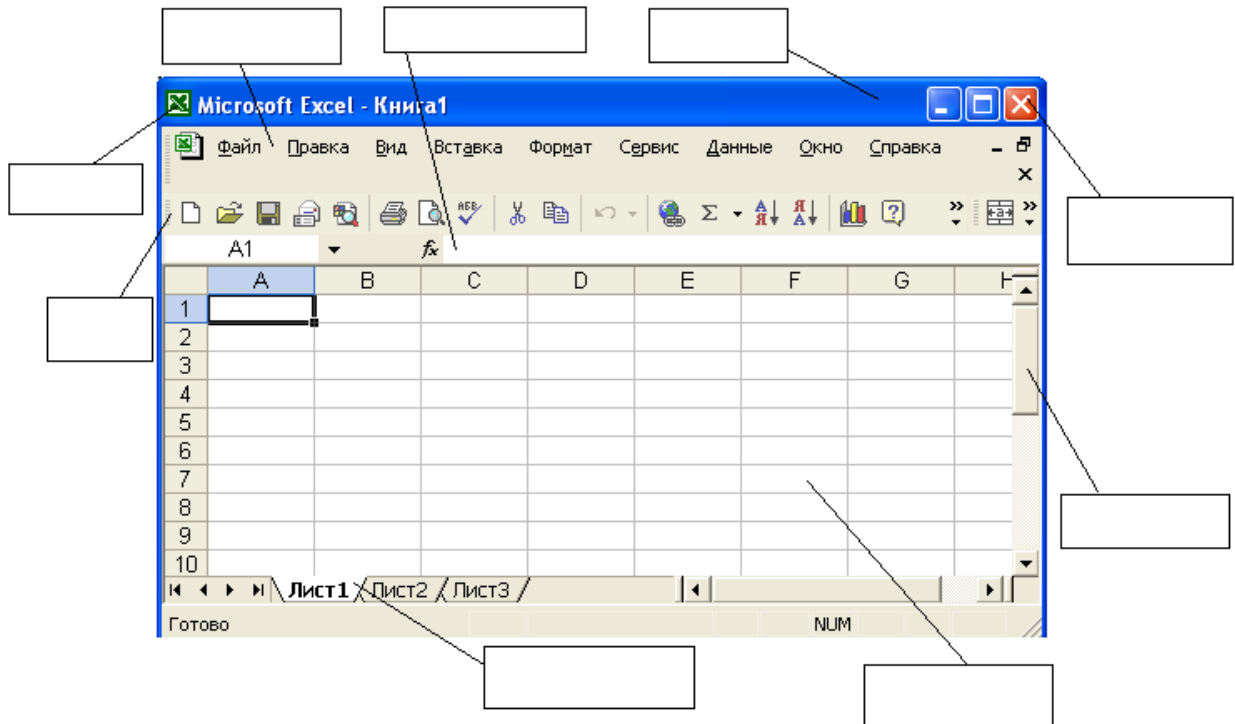 Microsoft Excel - Книга1
Файл Правка Вид Вставка Формат Сервис Данные Окно Справка
АБВ Σ А Я Я А ? a
A1 fx
A B C D E F G H
1
2
3
4
5
6
7
8
9
10
Лист1 Лист2 Лист3
Готово NUM